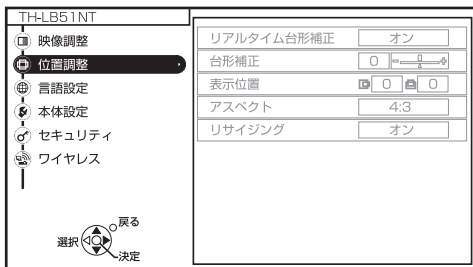 TH-LB51NT
映像調整
位置調整
言語設定
本体設定
セキュリティ
ワイヤレス
リアルタイム台形補正 オン
台形補正 0
表示位置 0 0
アスペクト 4:3
リサイジング オン
戻る
選択
決定